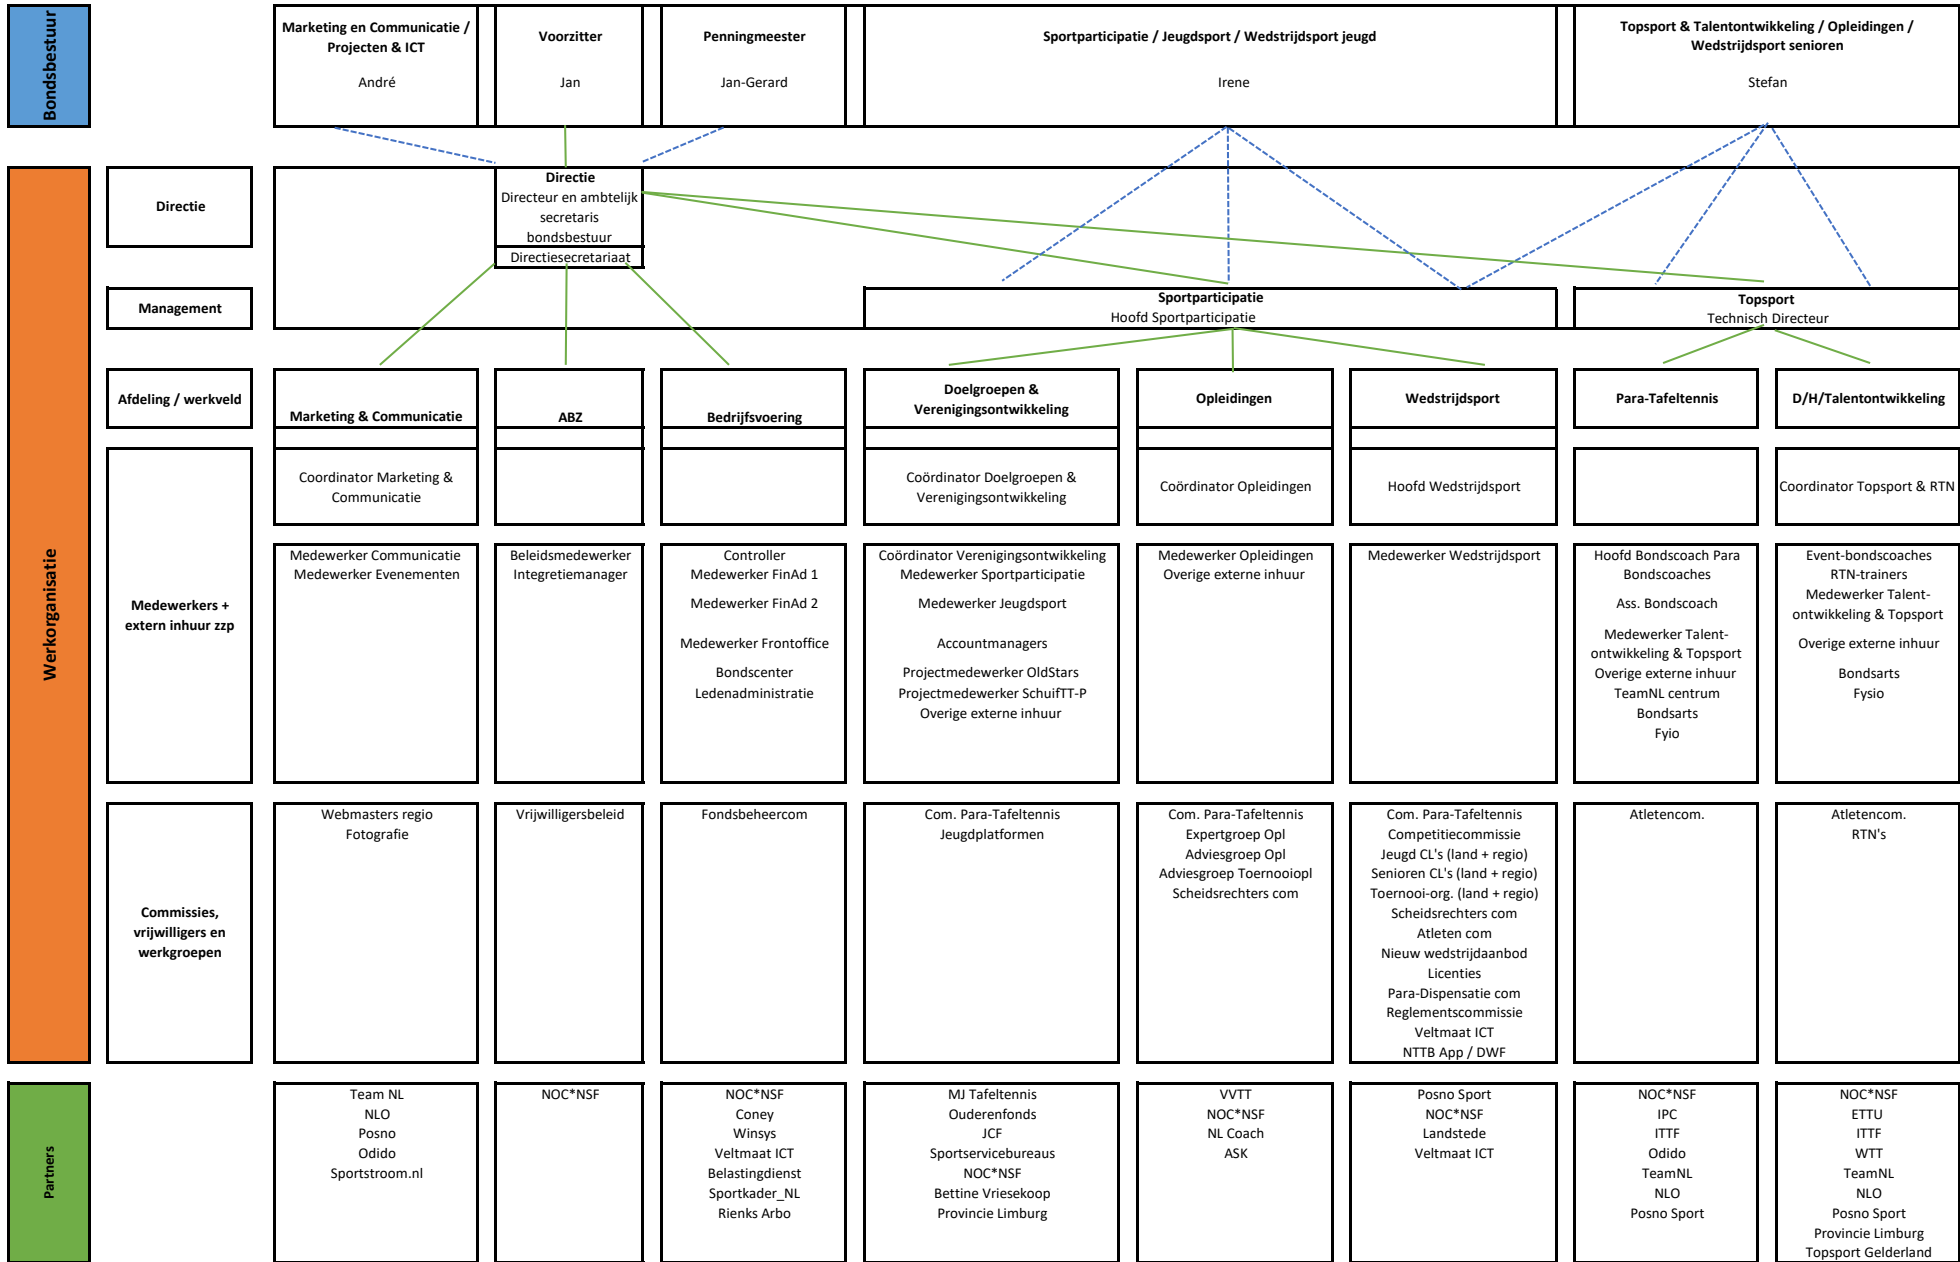 Bondsbestuur
Marketing en Communicatie /
Projecten & ICT
André
Voorzitter
Jan
Penningmeester
Jan-Gerard
Sportparticipatie / Jeugdsport / Wedstrijdsport jeugd
Irene
Topsport & Talentontwikkeling / Opleidingen /
Wedstrijdsport senioren
Stefan
Werkorganisatie
Directie
Directie
Directeur en ambtelijk
secretaris
bondsbestuur
Directiesecretariaat
Management
Sportparticipatie
Hoofd Sportparticipatie
Topsport
Technisch Directeur
Afdeling / werkveld
Marketing & Communicatie
ABZ
Bedrijfsvoering
Doelgroepen &
Verenigingsontwikkeling
Opleidingen
Wedstrijdsport
Para-Tafeltennis
D/H/Talentontwikkeling
Medewerkers +
extern inhuur zzp
Coordinator Marketing &
Communicatie
Coördinator Doelgroepen &
Verenigingsontwikkeling
Coördinator Opleidingen
Hoofd Wedstrijdsport
Coordinator Topsport & RTN
Medewerker Communicatie
Medewerker Evenementen
Beleidsmedewerker
Integretiemanager
Controller
Medewerker FinAd 1
Medewerker FinAd 2
Medewerker Frontoffice
Bondscenter
Ledenadministratie
Coördinator Verenigingsontwikkeling
Medewerker Sportparticipatie
Medewerker Jeugdsport
Accountmanagers
Projectmedewerker OldStars
Projectmedewerker SchuifTT-P
Overige externe inhuur
Medewerker Opleidingen
Overige externe inhuur
Medewerker Wedstrijdsport
Hoofd Bondscoach Para
Bondscoaches
Ass. Bondscoach
Medewerker Talent-
ontwikkeling & Topsport
Overige externe inhuur
TeamNL centrum
Bondsarts
Fyio
Event-bondscoaches
RTN-trainers
Medewerker Talent-
ontwikkeling & Topsport
Overige externe inhuur
Bondsarts
Fysio
Commissies,
vrijwilligers en
werkgroepen
Webmasters regio
Fotografie
Vrijwilligersbeleid
Fondsbeheercom
Com. Para-Tafeltennis
Jeugdplatformen
Com. Para-Tafeltennis
Expertgroep Opl
Adviesgroep Opl
Adviesgroep Toernooiopl
Scheidsrechters com
Com. Para-Tafeltennis
Competitiecommissie
Jeugd CL's (land + regio)
Senioren CL's (land + regio)
Toernooi-org. (land + regio)
Scheidsrechters com
Atleten com
Nieuw wedstrijdaanbod
Licenties
Para-Dispensatie com
Reglementscommissie
Veltmaat ICT
NTTB App / DWF
Atletencom.
Atletencom.
RTN's
Partners
Team NL
NLO
Posno
Odido
Sportstroom.nl
NOC*NSF
NOC*NSF
Coney
Winsys
Veltmaat ICT
Belastingdienst
Sportkader_NL
Rienks Arbo
MJ Tafeltennis
Ouderenfonds
JCF
Sportservicebureaus
NOC*NSF
Bettine Vriesekoop
Provincie Limburg
VVTT
NOC*NSF
NL Coach
ASK
Posno Sport
NOC*NSF
Landstede
Veltmaat ICT
NOC*NSF
IPC
ITTF
Odido
TeamNL
NLO
Posno Sport
NOC*NSF
ETTU
ITTF
WTT
TeamNL
NLO
Posno Sport
Provincie Limburg
Topsport Gelderland